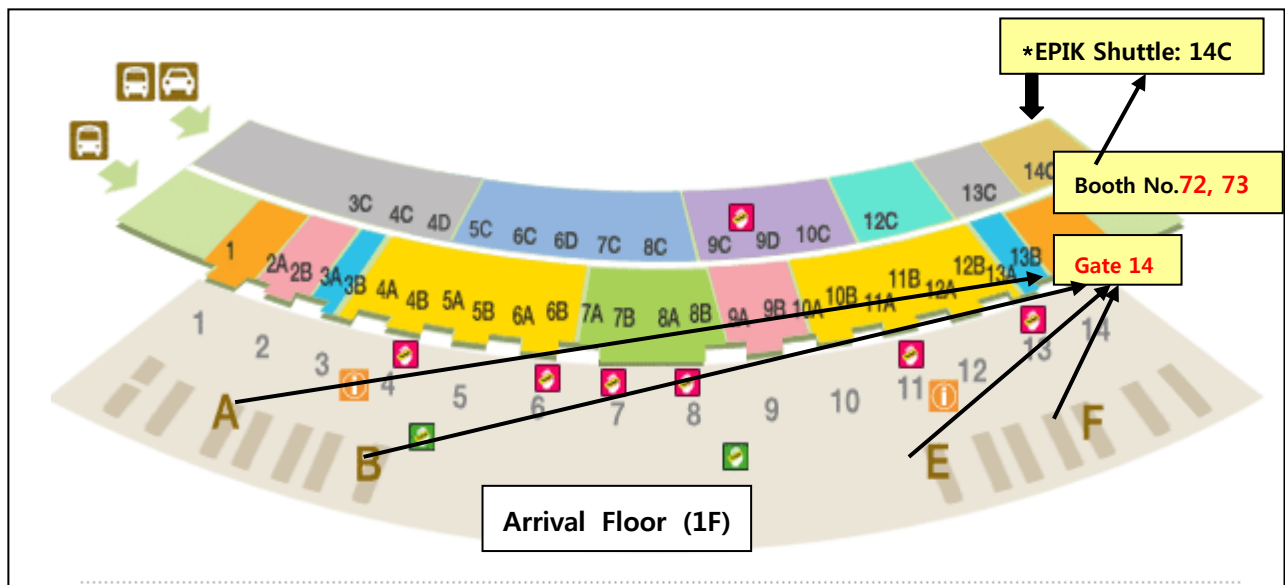 *EPIK Shuttle: 14C
Booth No.72, 73
Gate 14
3C 4C 4D 5C 6C 6D 7C 8C 9C 9D 10C 12C 13C 14C
1 2A 2B 3A 3B 4A 4B 5A 5B 6A 6B 7A 7B 8A 8B 9A 9B 10A 10B 11A 11B 12A 12B 13A 13B
1 2 3 4 5 6 7 8 9 10 11 12 13 14
A B E F
Arrival Floor (1F)